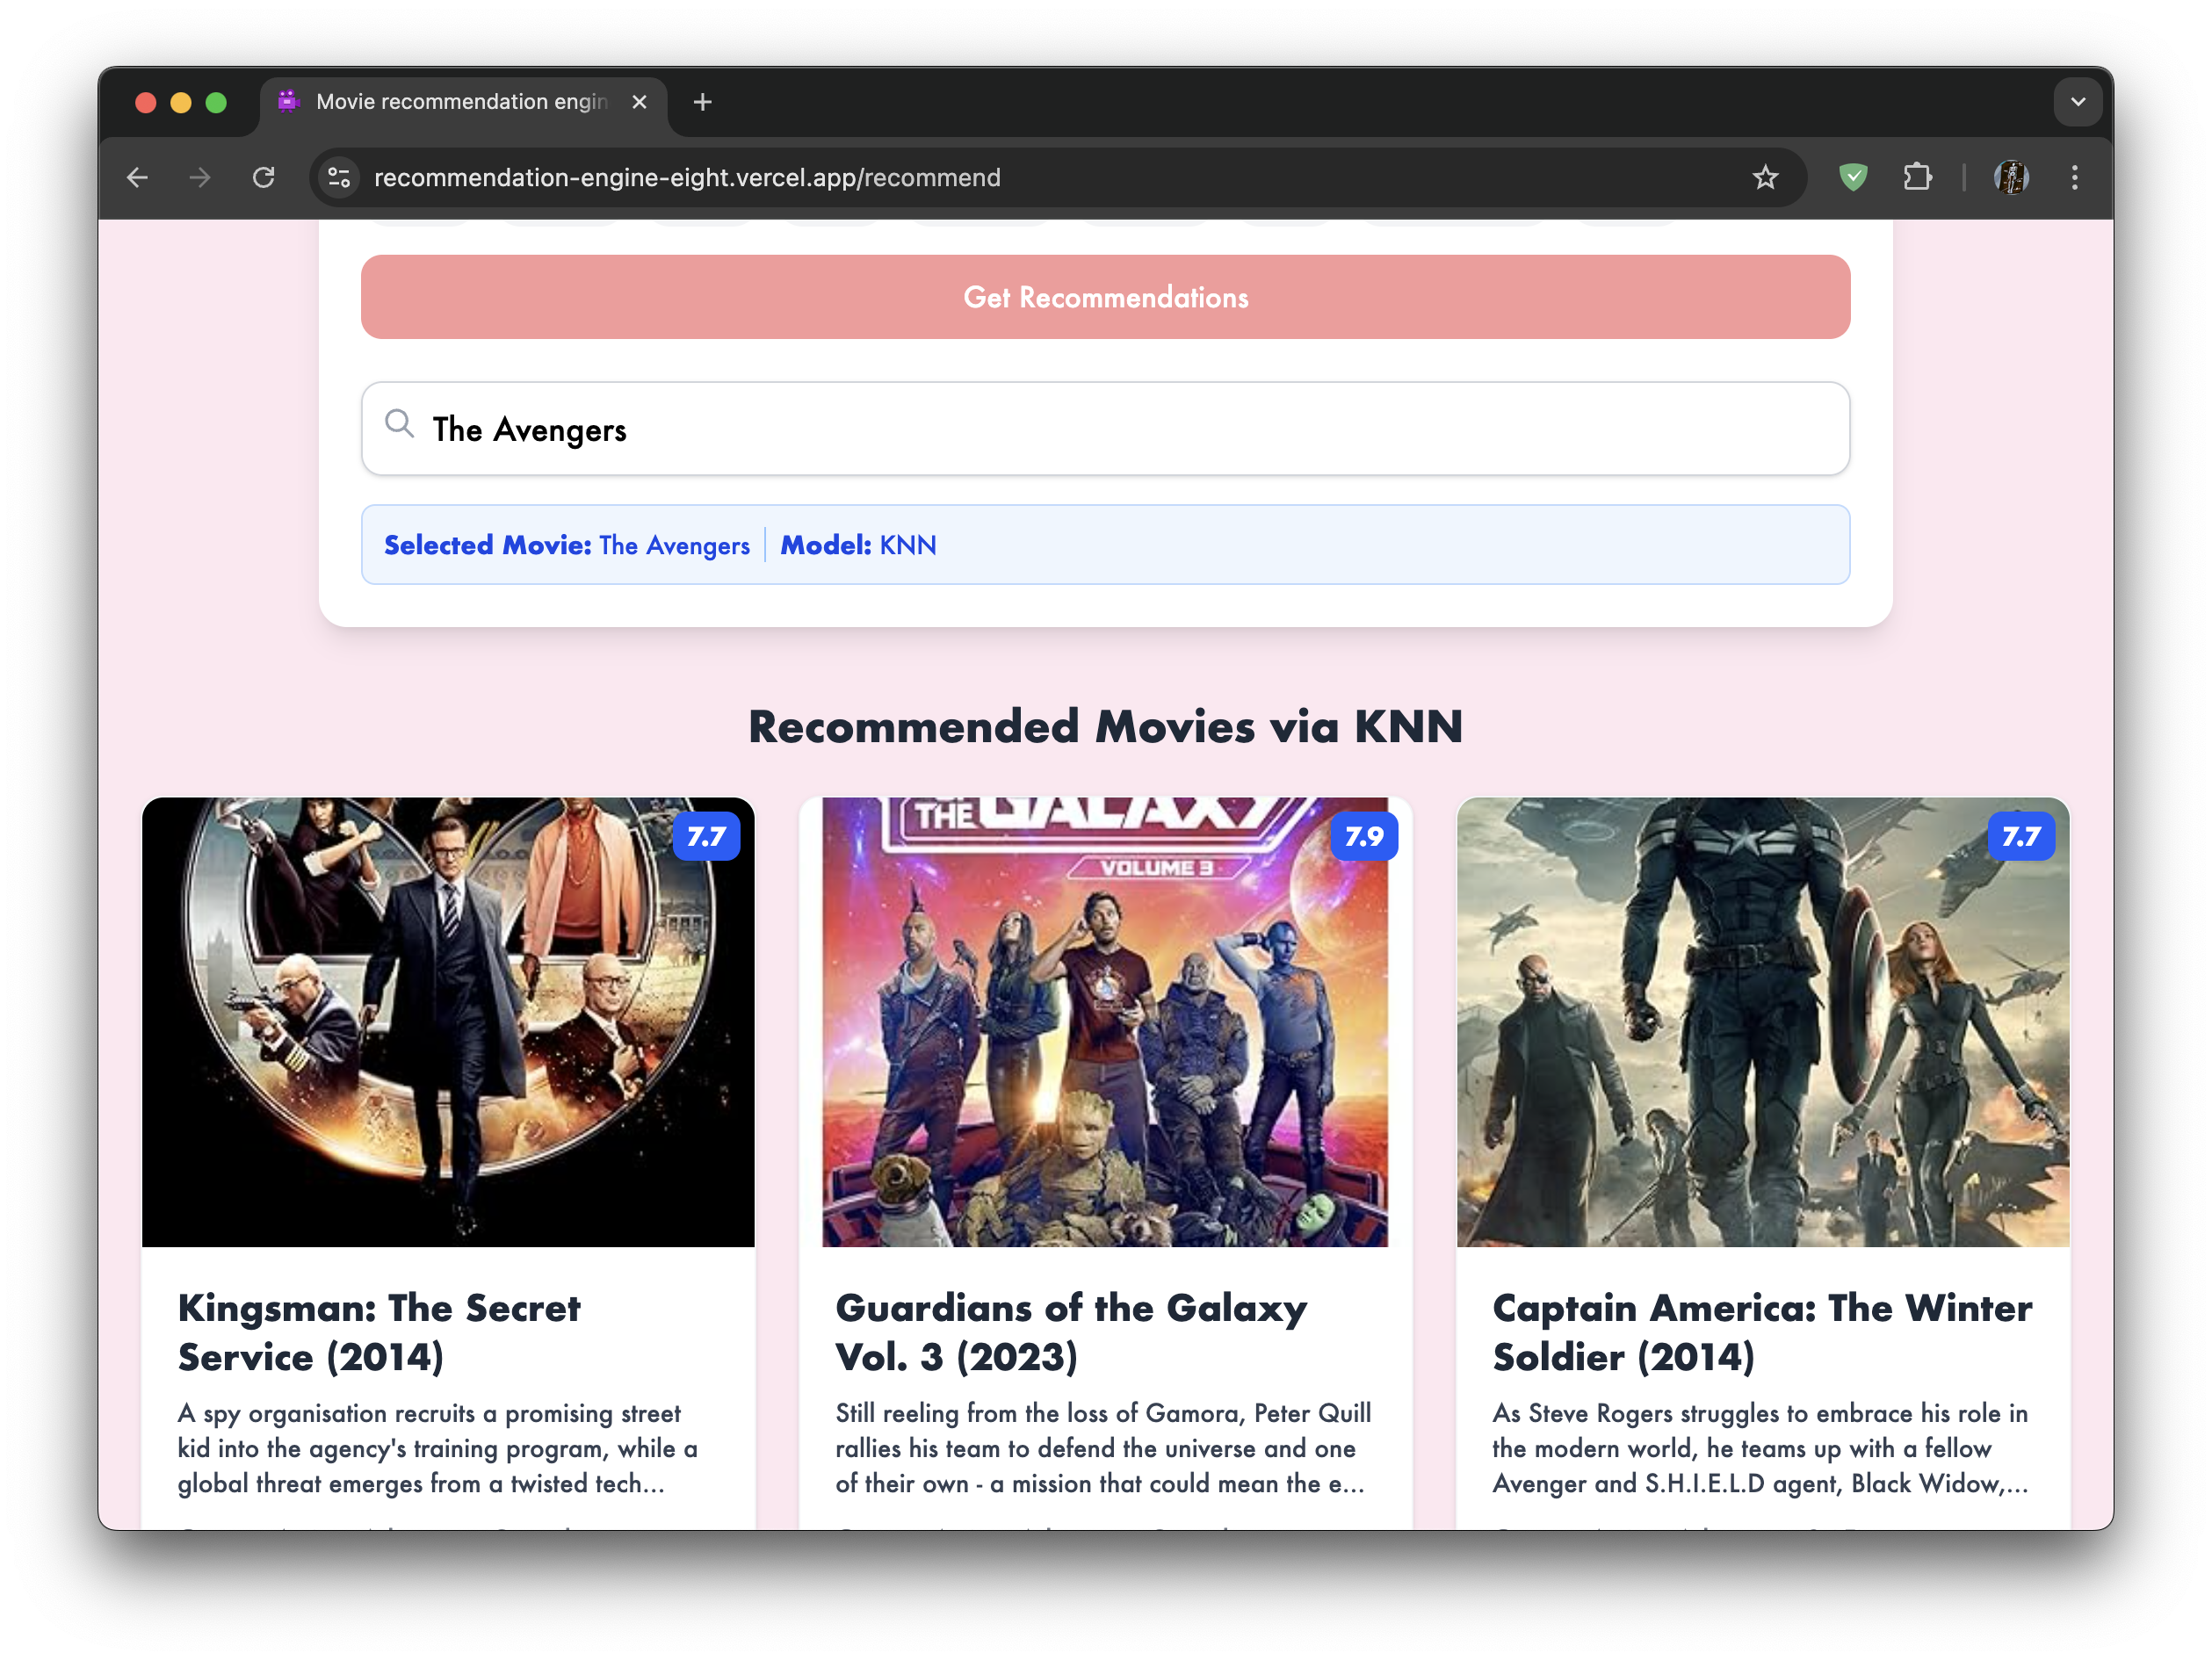 Movie recommendation engin
recommendation-engine-eight.vercel.app/recommend
Get Recommendations
The Avengers
Selected Movie: The Avengers | Model: KNN
Recommended Movies via KNN
7.7
THE GALAXY
VOLUME 3
7.9
7.7
Kingsman: The Secret
Service (2014)
A spy organisation recruits a promising street
kid into the agency's training program, while a
global threat emerges from a twisted tech...
Guardians of the Galaxy
Vol. 3 (2023)
Still reeling from the loss of Gamora, Peter Quill
rallies his team to defend the universe and one
of their own - a mission that could mean the e...
Captain America: The Winter
Soldier (2014)
As Steve Rogers struggles to embrace his role in
the modern world, he teams up with a fellow
Avenger and S.H.I.E.L.D agent, Black Widow,...